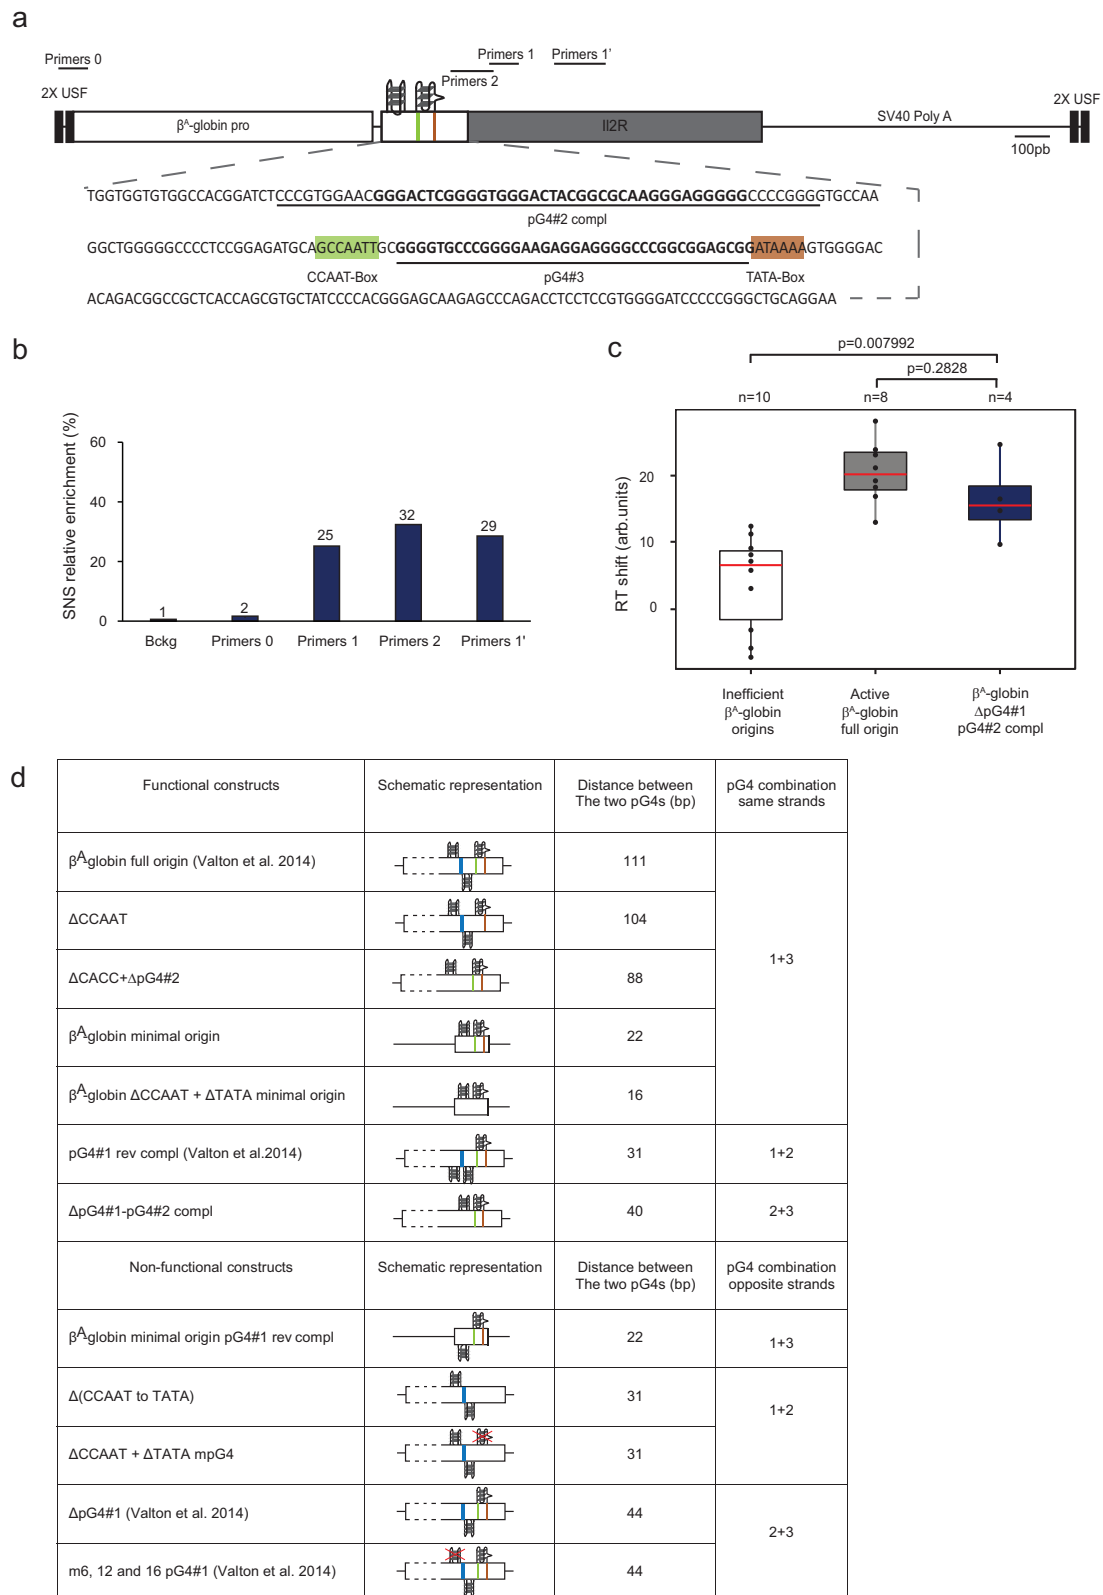 a
Primers 0
Primers 1
Primers 1'
Primers 2
2X USF
2X USF
βᴬ-globin pro
Il2R
SV40 Poly A
100pb
TGGTGGTGTGGCCACGGATCTCCCGTGGAACGGGACTCGGGGTGGGACTACGGCGCAAGGGAGGGGGCCCCGGGGTGCCAA
pG4#2 compl
GGCTGGGGGCCCCTCCGGAGATGCAGCCAATTGCGGGGTGCCCGGGGAAGAGGAGGGGCCCGGCGGAGCGGATAAAAGTGGGGAC
CCAAT-Box
pG4#3
TATA-Box
ACAGACGGCCGCTCACCAGCGTGCTATCCCCACGGGAGCAAGAGCCCAGACCTCCTCCGTGGGGATCCCCCGGGCTGCAGGAA
b
SNS relative enrichment (%)
60
40
20
0
1
2
25
32
29
Bckg
Primers 0
Primers 1
Primers 2
Primers 1'
c
p=0.007992
p=0.2828
n=10
n=8
n=4
RT shift (arb.units)
20
10
0
Inefficient
βᴬ-globin
origins
Active
βᴬ-globin
full origin
βᴬ-globin
ΔpG4#1
pG4#2 compl
d
Functional constructs
Schematic representation
Distance between
The two pG4s (bp)
pG4 combination
same strands
βᴬ-globin full origin (Valton et al. 2014)
111
ΔCCAAT
104
1+3
ΔCACC+ΔpG4#2
88
βᴬ-globin minimal origin
22
βᴬ-globin ΔCCAAT + ΔTATA minimal origin
16
pG4#1 rev compl (Valton et al.2014)
31
1+2
ΔpG4#1-pG4#2 compl
40
2+3
Non-functional constructs
Schematic representation
Distance between
The two pG4s (bp)
pG4 combination
opposite strands
βᴬ-globin minimal origin pG4#1 rev compl
22
1+3
Δ(CCAAT to TATA)
31
1+2
ΔCCAAT + ΔTATA mpG4
31
ΔpG4#1 (Valton et al. 2014)
44
2+3
m6, 12 and 16 pG4#1 (Valton et al. 2014)
44